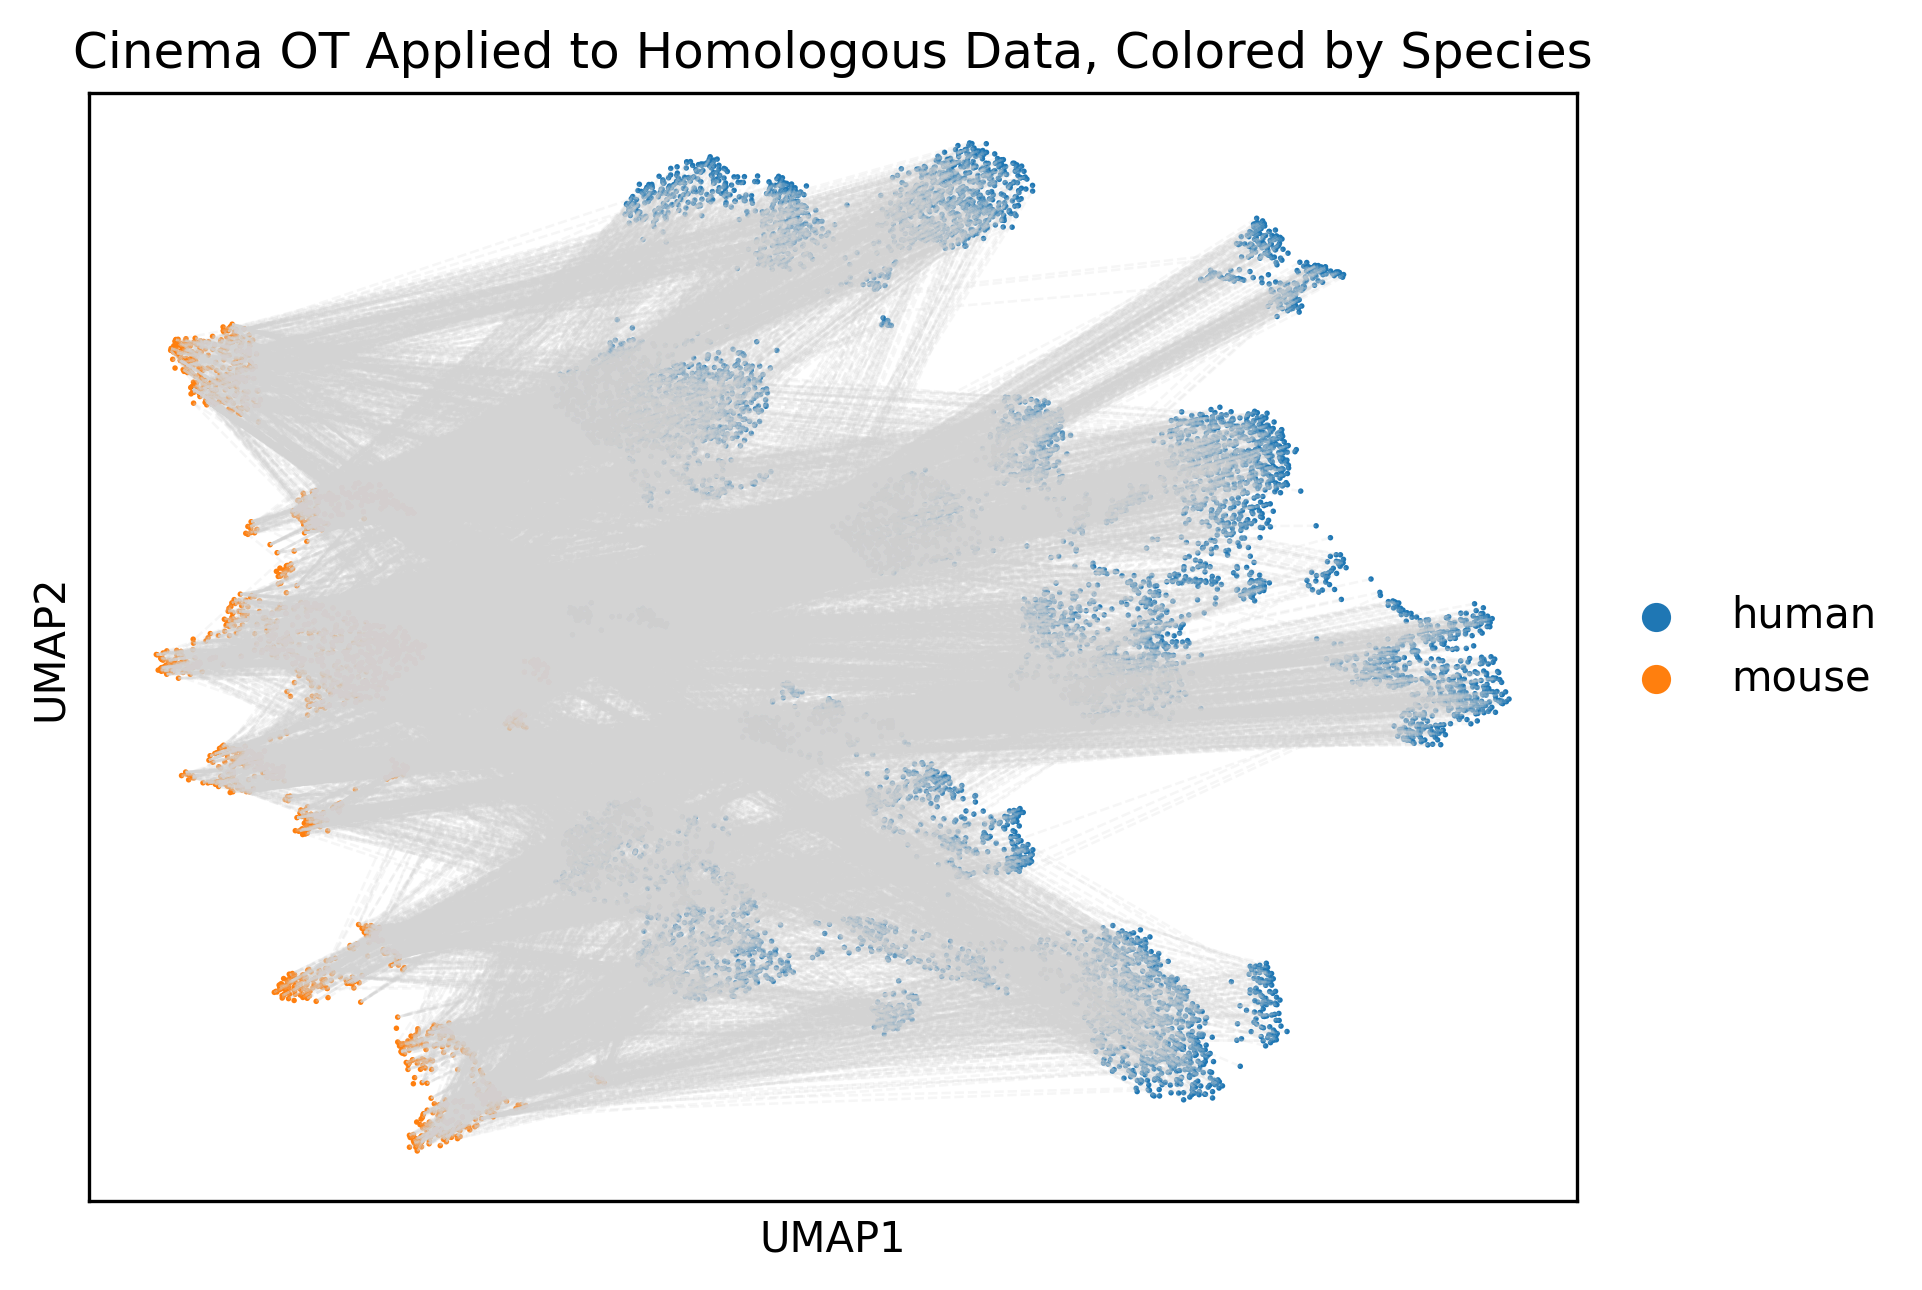 Cinema OT Applied to Homologous Data, Colored by Species
UMAP2
human
mouse
UMAP1